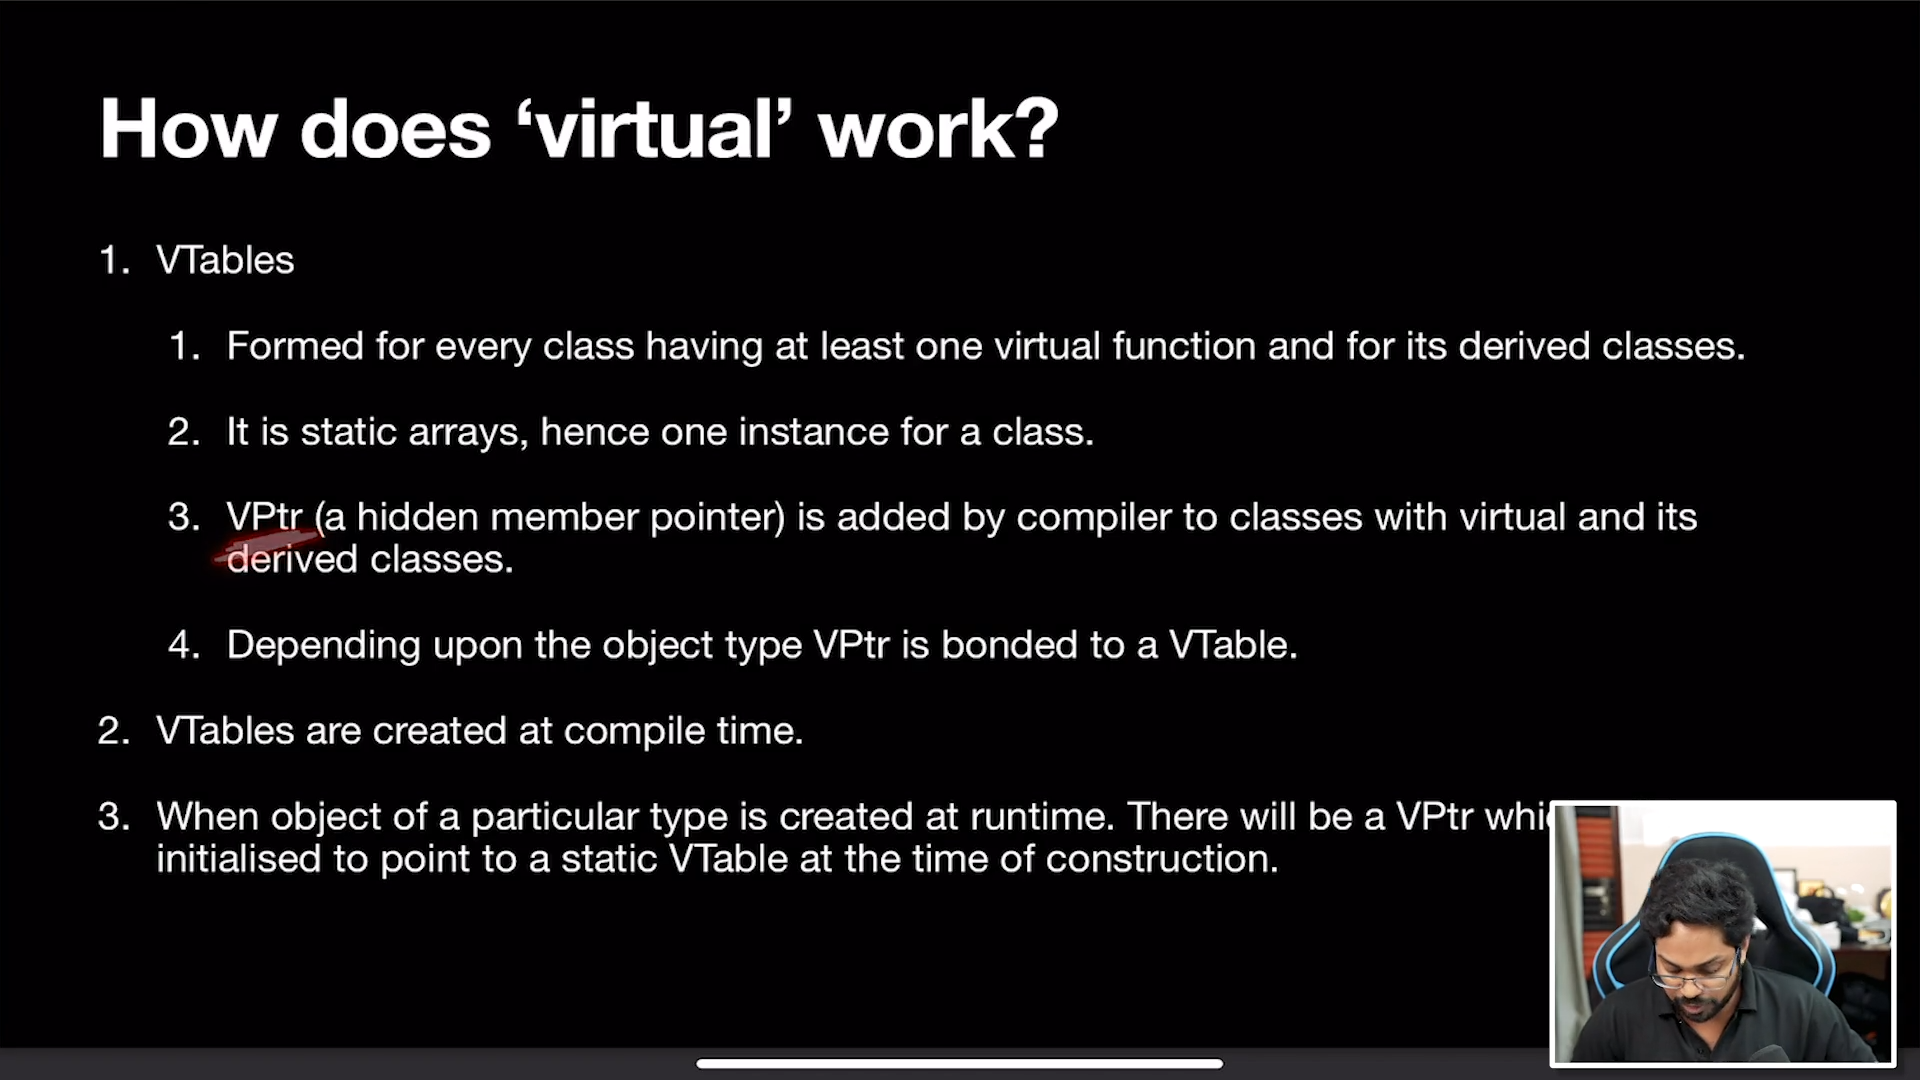 How does ‘virtual’ work?
1. VTables
1. Formed for every class having at least one virtual function and for its derived classes.
2. It is static arrays, hence one instance for a class.
3. VPtr (a hidden member pointer) is added by compiler to classes with virtual and its
derived classes.
4. Depending upon the object type VPtr is bonded to a VTable.
2. VTables are created at compile time.
3. When object of a particular type is created at runtime. There will be a VPtr
initialised to point to a static VTable at the time of construction.